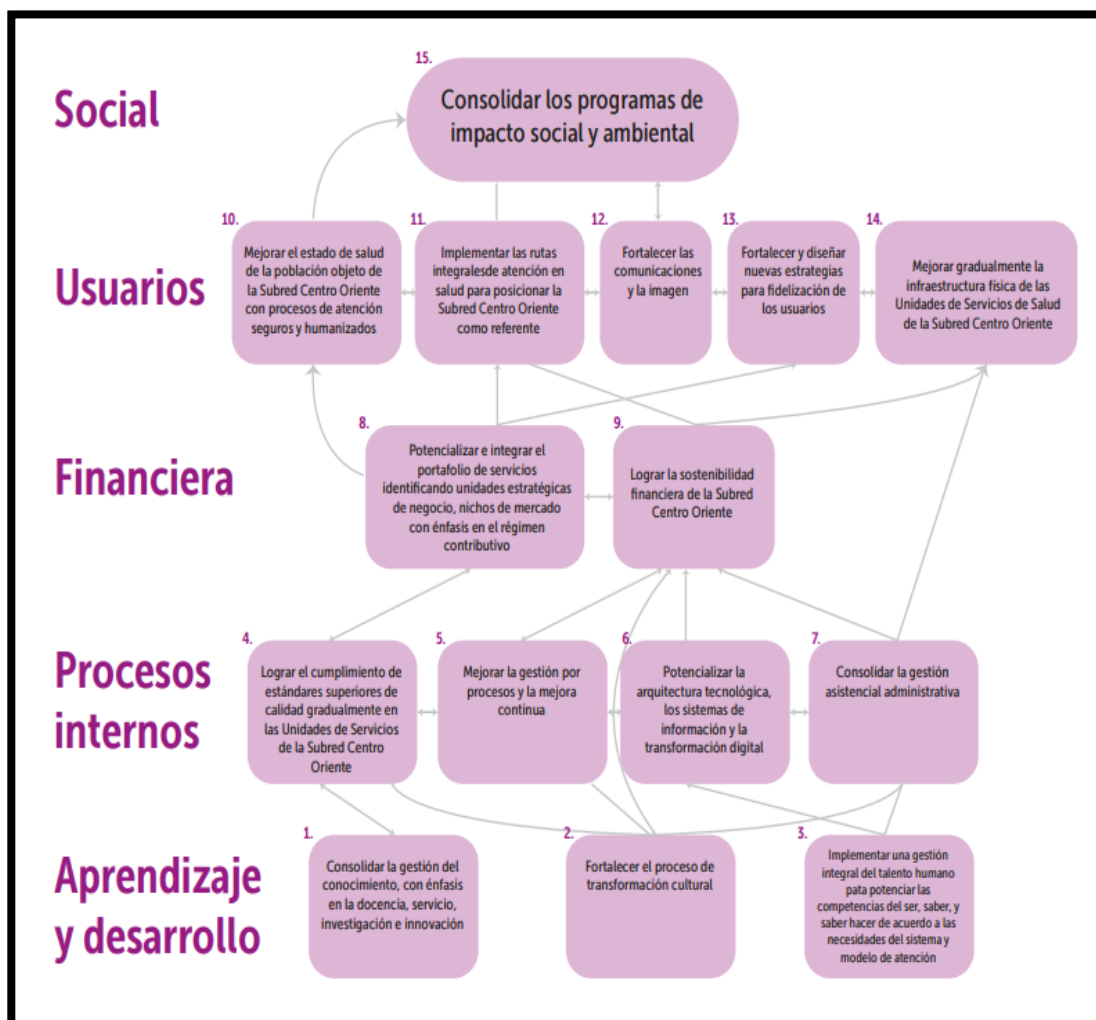 Social
15.
Consolidar los programas de
impacto social y ambiental
Usuarios
10.
Mejorar el estado de salud
de la población objeto de
la Subred Centro Oriente
con procesos de atención
seguros y humanizados
11.
Implementar las rutas
integralesde atención en
salud para posicionar la
Subred Centro Oriente
como referente
12.
Fortalecer las
comunicaciones
y la imagen
13.
Fortalecer y diseñar
nuevas estrategias
para fidelización de
los usuarios
14.
Mejorar gradualmente la
infraestructura física de las
Unidades de Servicios de Salud
de la Subred Centro Oriente
Financiera
8.
Potencializar e integrar el
portafolio de servicios
identificando unidades estratégicas
de negocio, nichos de mercado
con énfasis en el régimen
contributivo
9.
Lograr la sostenibilidad
financiera de la Subred
Centro Oriente
Procesos
internos
4.
Lograr el cumplimiento de
estándares superiores de
calidad gradualmente en
las Unidades de Servicios
de la Subred Centro
Oriente
5.
Mejorar la gestión por
procesos y la mejora
continua
6.
Potencializar la
arquitectura tecnológica,
los sistemas de
información y la
transformación digital
7.
Consolidar la gestión
asistencial administrativa
Aprendizaje
y desarrollo
1.
Consolidar la gestión del
conocimiento, con énfasis
en la docencia, servicio,
investigación e innovación
2.
Fortalecer el proceso de
transformación cultural
3.
Implementar una gestión
integral del talento humano
pata potenciar las
competencias del ser, saber, y
saber hacer de acuerdo a las
necesidades del sistema y
modelo de atención